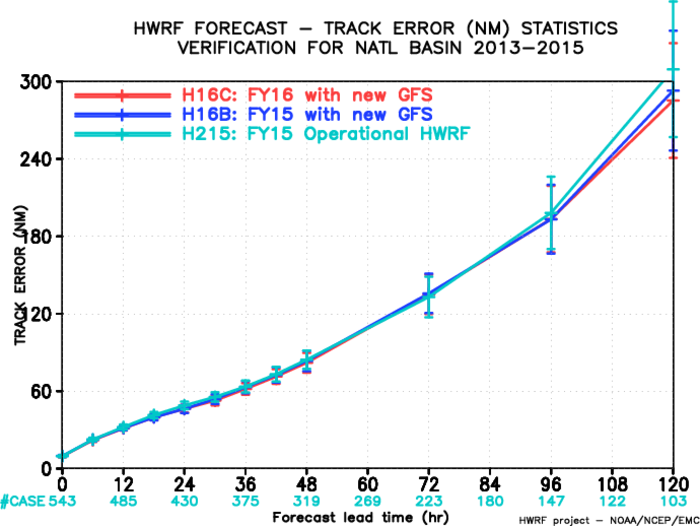 HWRF FORECAST – TRACK ERROR (NM) STATISTICS
VERIFICATION FOR NATL BASIN 2013–2015
H16C: FY16 with new GFS
H16B: FY15 with new GFS
H215: FY15 Operational HWRF
TRACK ERROR (NM)
300
240
180
120
60
0
0 12 24 36 48 60 72 84 96 108 120
#CASE 543 485 430 375 319 269 223 180 147 122 103
Forecast lead time (hr)
HWRF project – NOAA/NCEP/EMC